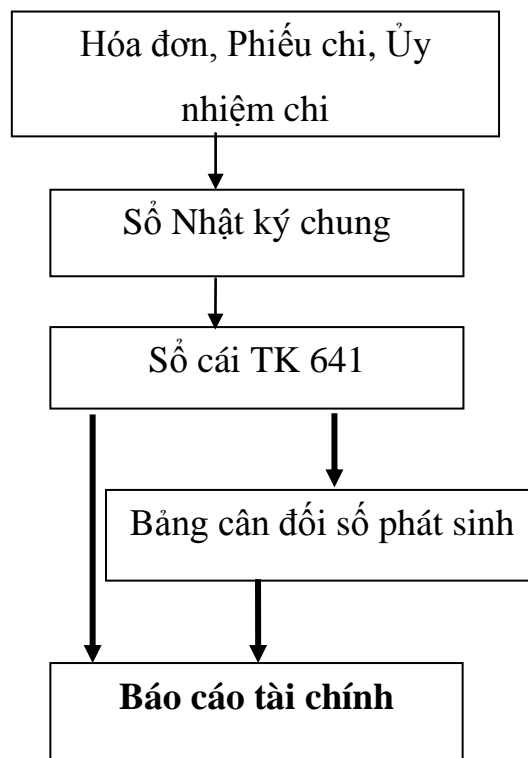 Hóa đơn, Phiếu chi, Ủy
nhiệm chi
Sổ Nhật ký chung
Sổ cái TK 641
Bảng cân đối số phát sinh
Báo cáo tài chính